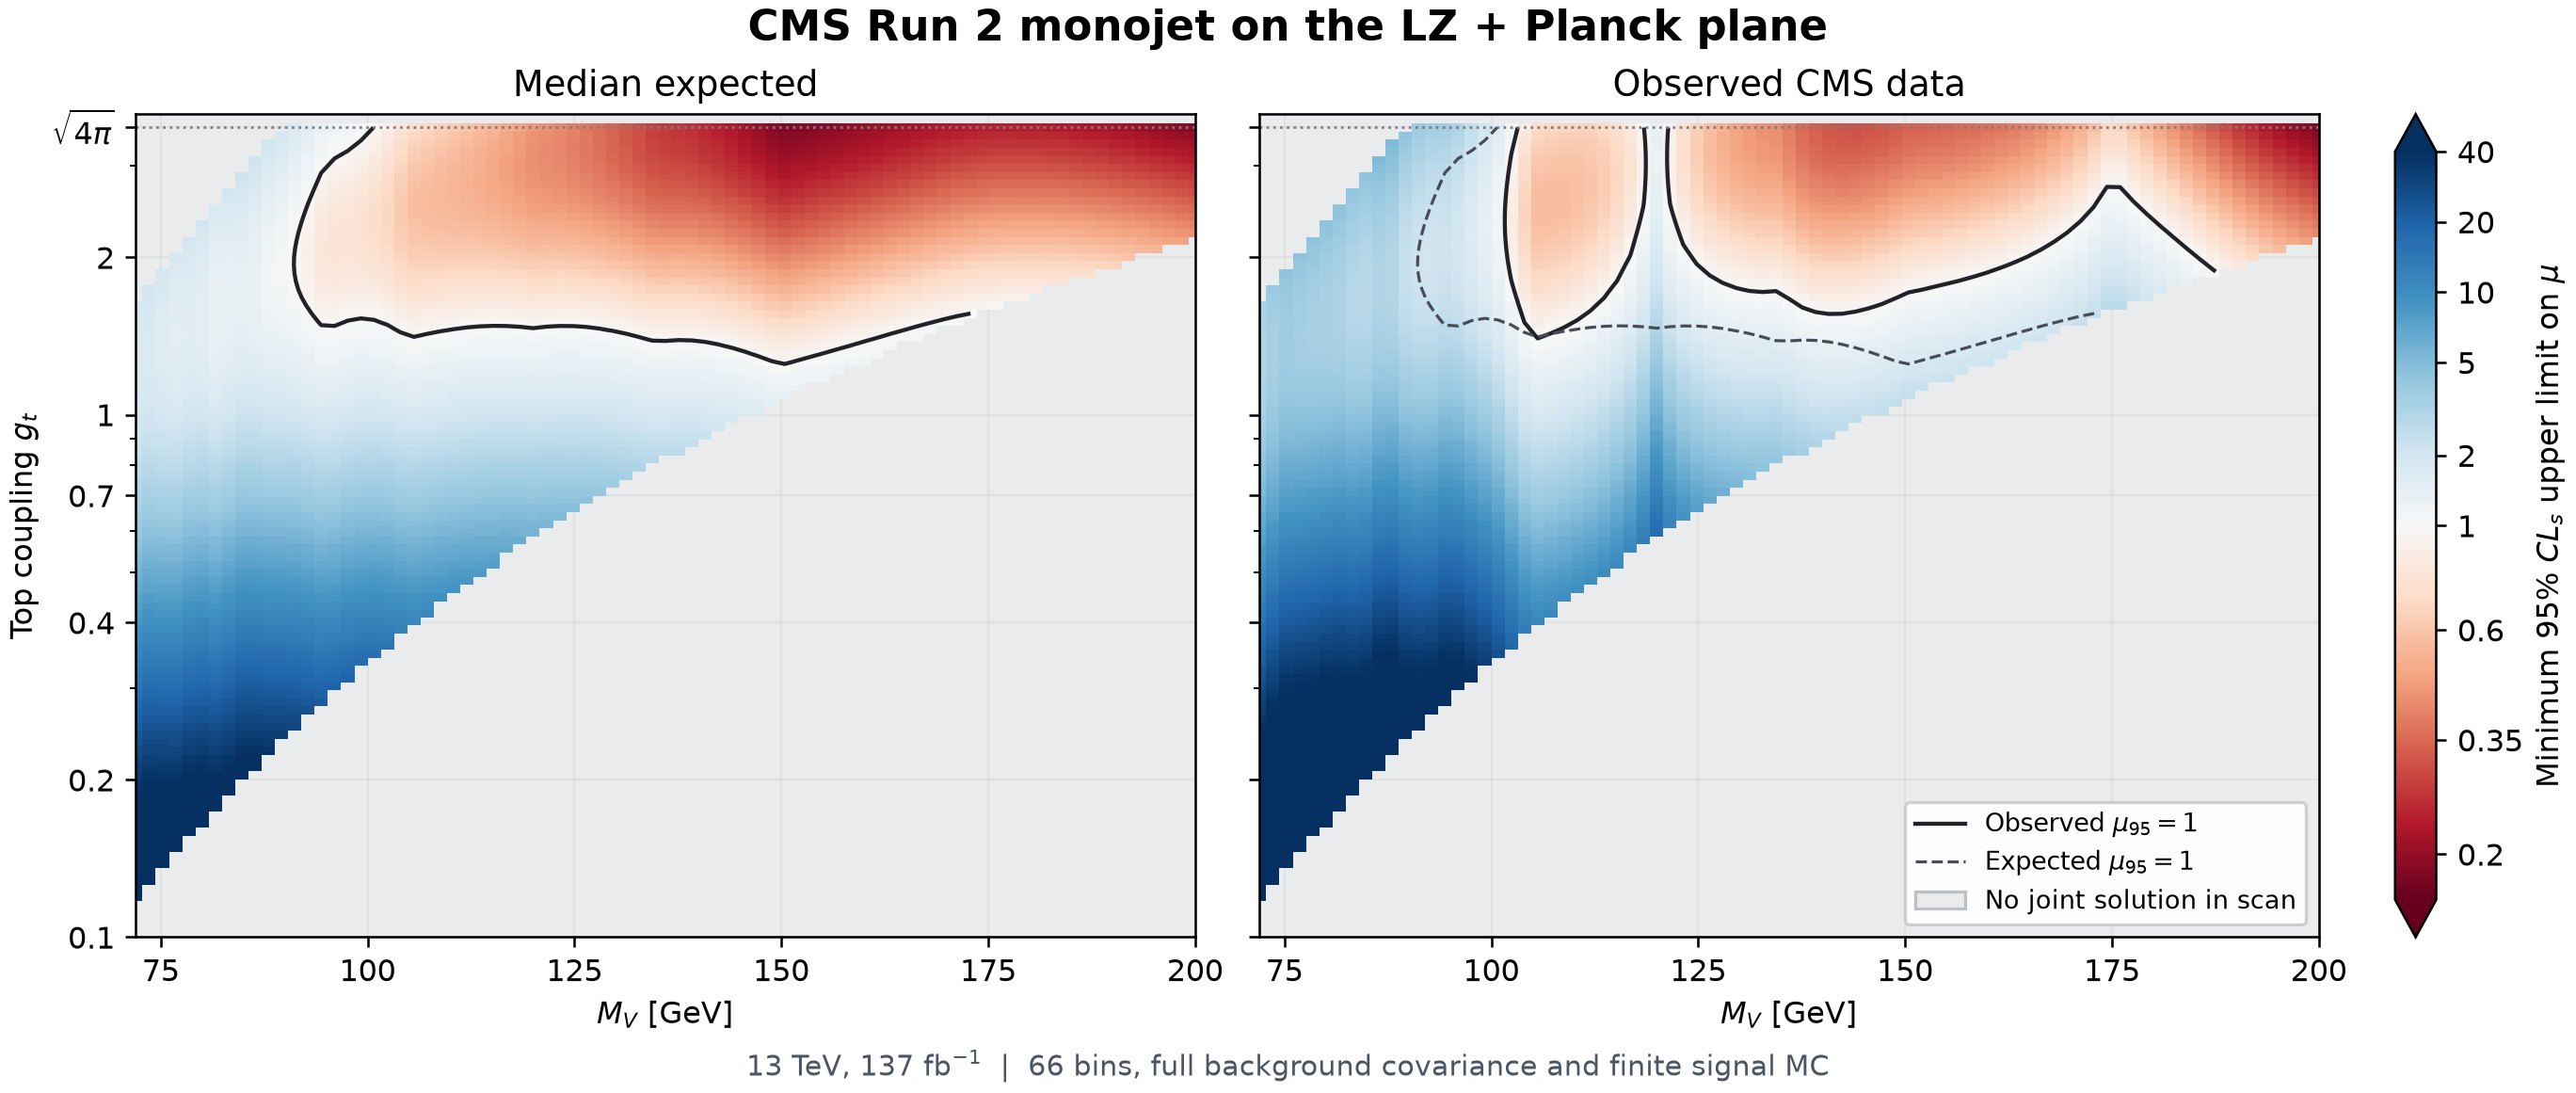 CMS Run 2 monojet on the LZ + Planck plane
Median expected
Observed CMS data
Top coupling g_t
√4π
2
1
0.7
0.4
0.2
0.1
75
100
125
150
175
200
M_V [GeV]
75
100
125
150
175
200
M_V [GeV]
Observed μ₉₅ = 1
Expected μ₉₅ = 1
No joint solution in scan
40
20
10
5
2
1
0.6
0.35
0.2
Minimum 95% CL_s upper limit on μ
13 TeV, 137 fb⁻¹ | 66 bins, full background covariance and finite signal MC